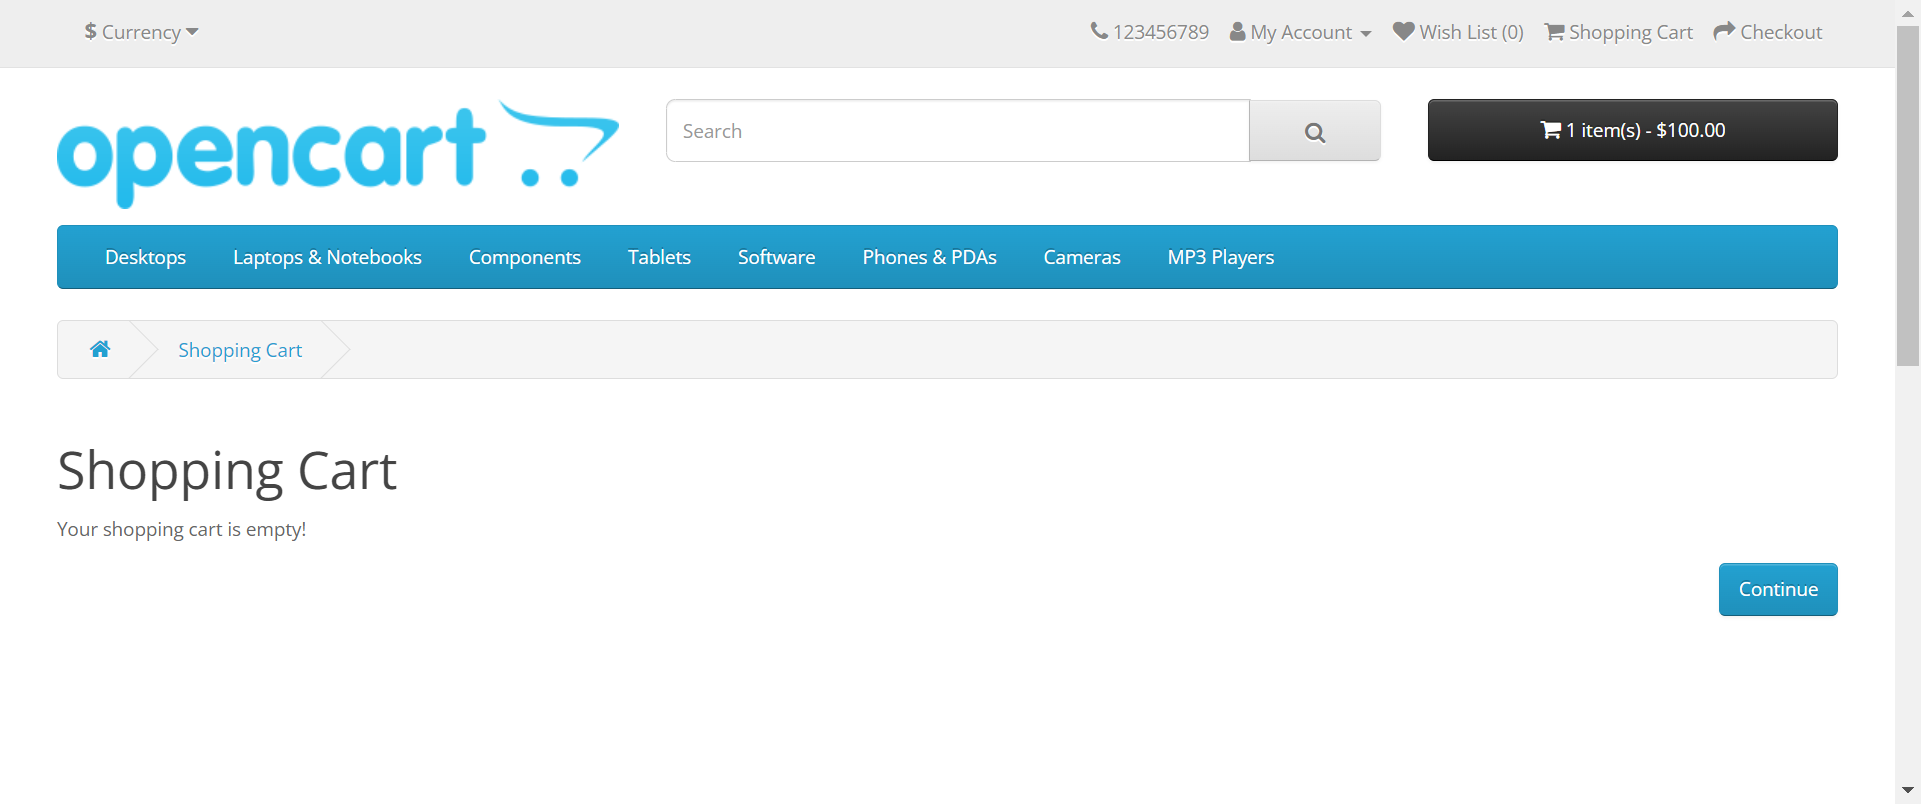 $ Currency
123456789 My Account Wish List (0) Shopping Cart Checkout
opencart
Search
1 item(s) - $100.00
Desktops Laptops & Notebooks Components Tablets Software Phones & PDAs Cameras MP3 Players
Shopping Cart
Shopping Cart
Your shopping cart is empty!
Continue